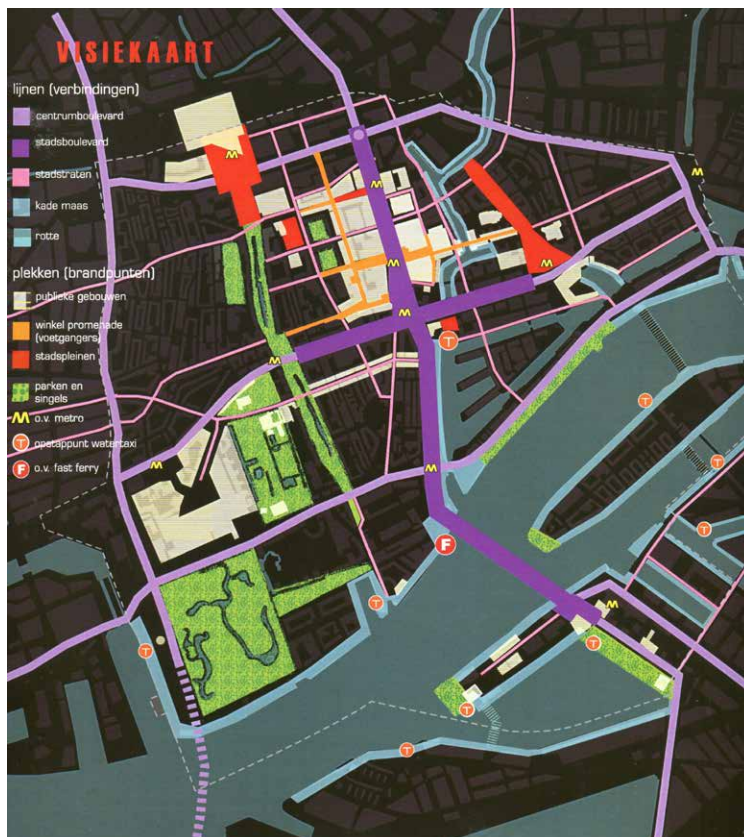 VISIEKAART
lijnen (verbindingen)
centrumboulevard
stadsboulevard
stadstraten
kade maas
rotte
plekken (brandpunten)
publieke gebouwen
winkel promenade
(voetgangers)
stadspleinen
parken en
singels
M o.v. metro
T opstappunt watertaxi
F o.v. fast ferry
M
M
M
M
M
M
M
T
M
T
M
M
T
F
T
T
M
T
T
T
T